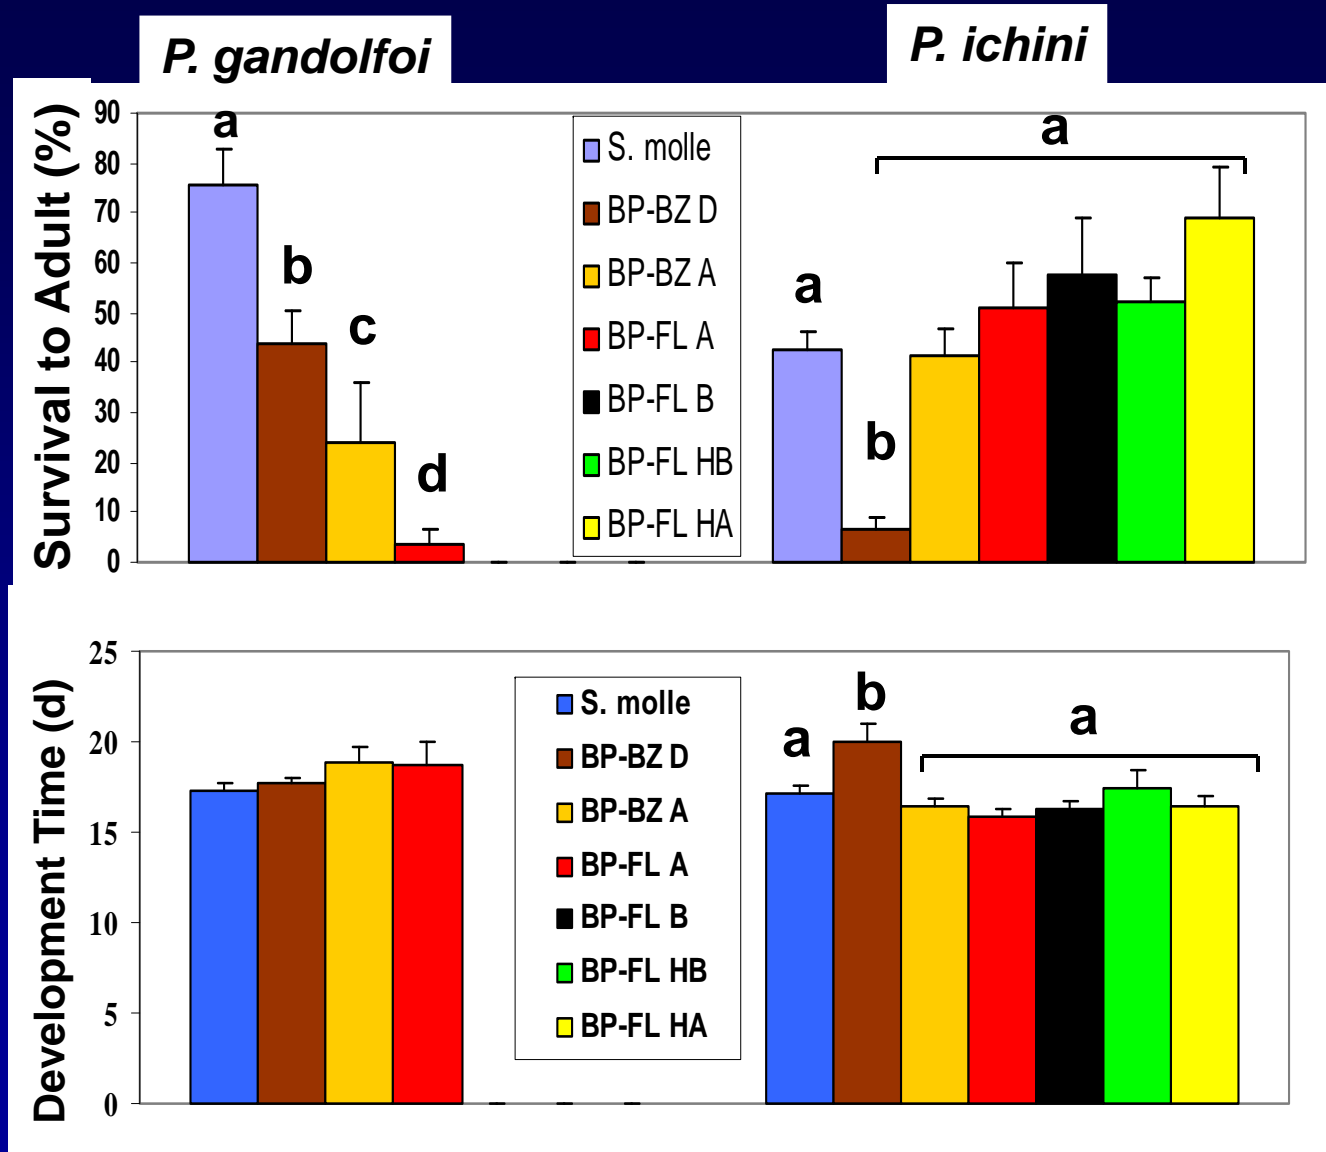 P. gandolfoi
P. ichini
Survival to Adult (%)
90
80
70
60
50
40
30
20
10
0
a
b
c
d
S. molle
BP-BZ D
BP-BZ A
BP-FL A
BP-FL B
BP-FL HB
BP-FL HA
a
b
a
Development Time (d)
25
20
15
10
5
0
S. molle
BP-BZ D
BP-BZ A
BP-FL A
BP-FL B
BP-FL HB
BP-FL HA
a
b
a